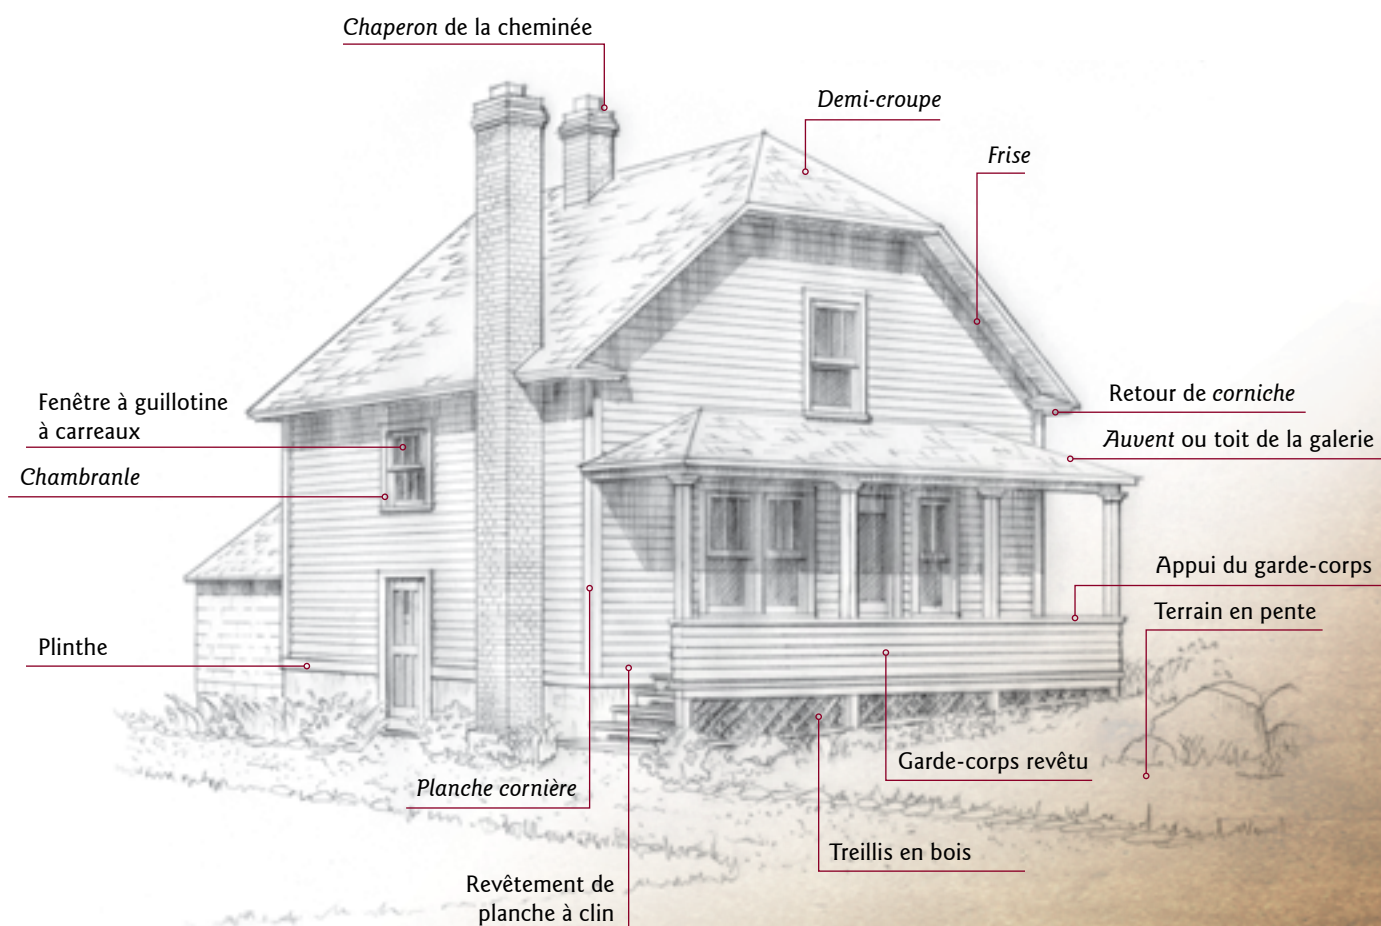 Chaperon de la cheminée
Demi-croupe
Frise
Fenêtre à guillotine
à carreaux
Retour de corniche
Auvent ou toit de la galerie
Chambranle
Appui du garde-corps
Terrain en pente
Plinthe
Garde-corps revêtu
Planche cornière
Treillis en bois
Revêtement de
planche à clin